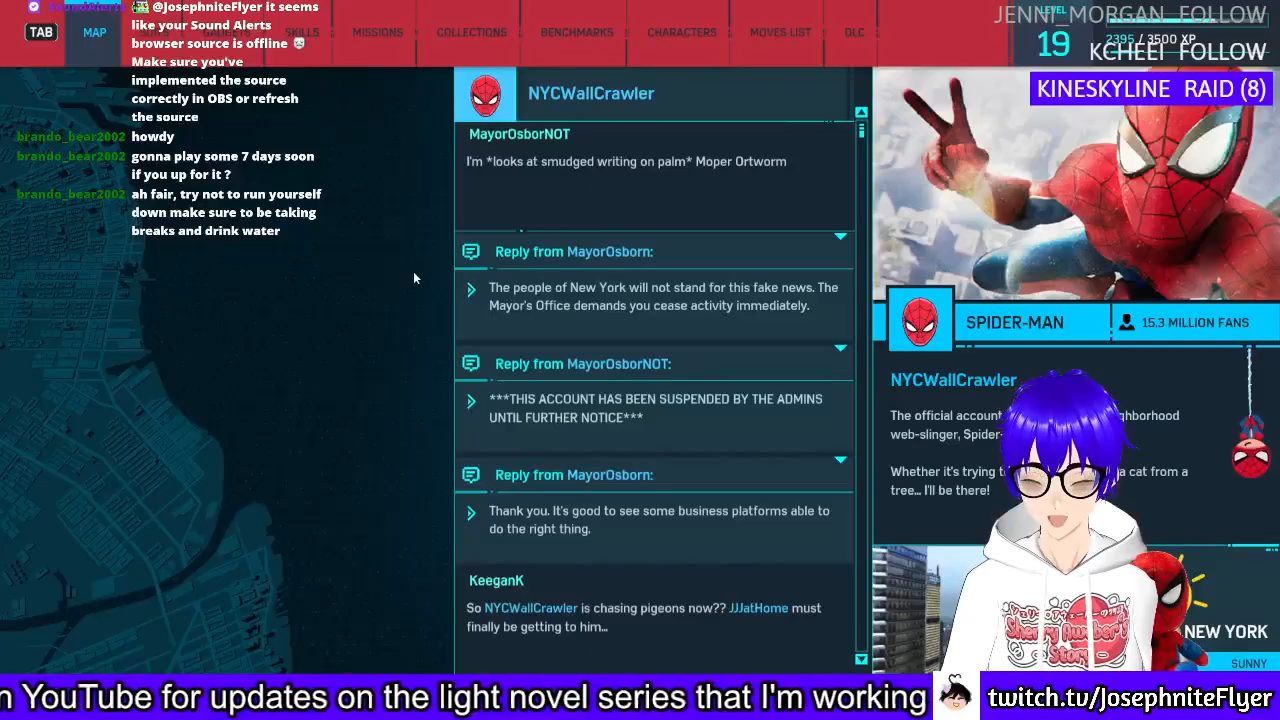 SoundAlerts @JosephniteFlyer it seems
like your Sound Alerts
browser source is offline
Make sure you've
implemented the source
correctly in OBS or refresh
the source
brando_bear2002 howdy
brando_bear2002 gonna play some 7 days soon
if you up for it ?
brando_bear2002 ah fair, try not to run yourself
down make sure to be taking
breaks and drink water
TAB
MAP
SKILLS
MISSIONS
COLLECTIONS
BENCHMARKS
CHARACTERS
MOVES LIST
DLC
LEVEL
19
2395 / 3500 XP
JENNI_MORGAN FOLLOW
KCHEEI FOLLOW
KINESKYLINE RAID (8)
NYCWallCrawler
MayorOsborNOT
I'm *looks at smudged writing on palm* Moper Ortworm
Reply from MayorOsborn:
The people of New York will not stand for this fake news. The
Mayor's Office demands you cease activity immediately.
Reply from MayorOsborNOT:
***THIS ACCOUNT HAS BEEN SUSPENDED BY THE ADMINS
UNTIL FURTHER NOTICE***
Reply from MayorOsborn:
Thank you. It's good to see some business platforms able to
do the right thing.
KeeganK
So NYCWallCrawler is chasing pigeons now?? JJJatHome must
finally be getting to him...
SPIDER-MAN
15.3 MILLION FANS
NYCWallCrawler
The official account
web-slinger, Spider-
Whether it's trying a cat from a
tree... I'll be there!
NEW YORK
SUNNY
YouTube for updates on the light novel series that I'm working
twitch.tv/JosephniteFlyer